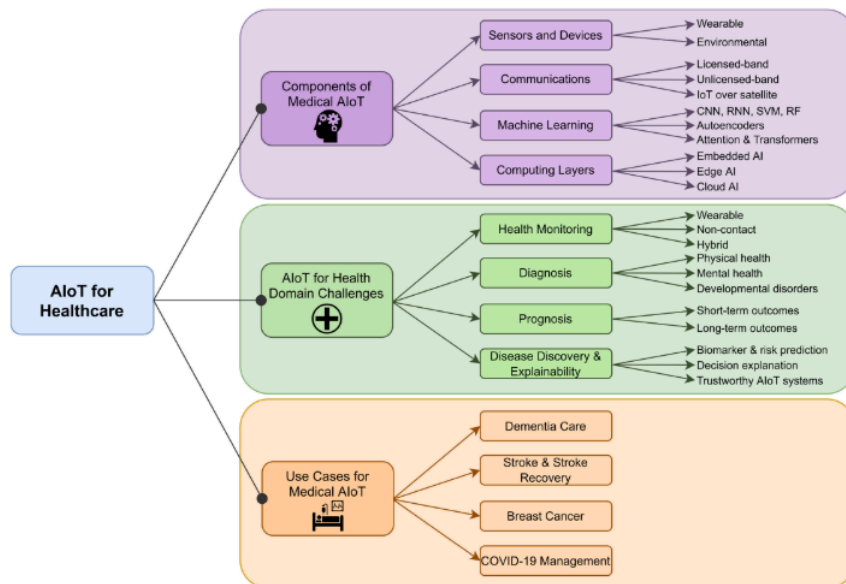 AIoT for
Healthcare
Components of
Medical AIoT
Sensors and Devices
Wearable
Environmental
Communications
Licensed-band
Unlicensed-band
IoT over satellite
Machine Learning
CNN, RNN, SVM, RF
Autoencoders
Attention & Transformers
Computing Layers
Embedded AI
Edge AI
Cloud AI
AIoT for Health
Domain Challenges
Health Monitoring
Wearable
Non-contact
Hybrid
Diagnosis
Physical health
Mental health
Developmental disorders
Prognosis
Short-term outcomes
Long-term outcomes
Disease Discovery &
Explainability
Biomarker & risk prediction
Decision explanation
Trustworthy AIoT systems
Use Cases for
Medical AIoT
Dementia Care
Stroke & Stroke
Recovery
Breast Cancer
COVID-19 Management